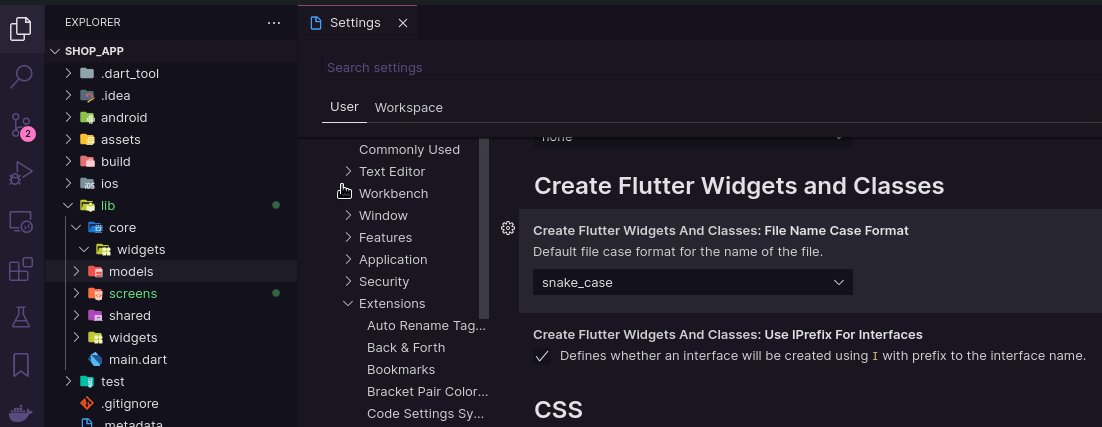 EXPLORER
SHOP_APP
.dart_tool
.idea
android
assets
build
ios
lib
core
widgets
models
screens
shared
widgets
main.dart
test
.gitignore
.metadata
2
Settings
Search settings
User
Workspace
Commonly Used
Text Editor
Workbench
Window
Features
Application
Security
Extensions
Auto Rename Tag...
Back & Forth
Bookmarks
Bracket Pair Color...
Code Settings Sy...
none
Create Flutter Widgets and Classes
Create Flutter Widgets And Classes: File Name Case Format
Default file case format for the name of the file.
snake_case
Create Flutter Widgets And Classes: Use IPrefix For Interfaces
Defines whether an interface will be created using I with prefix to the interface name.
CSS